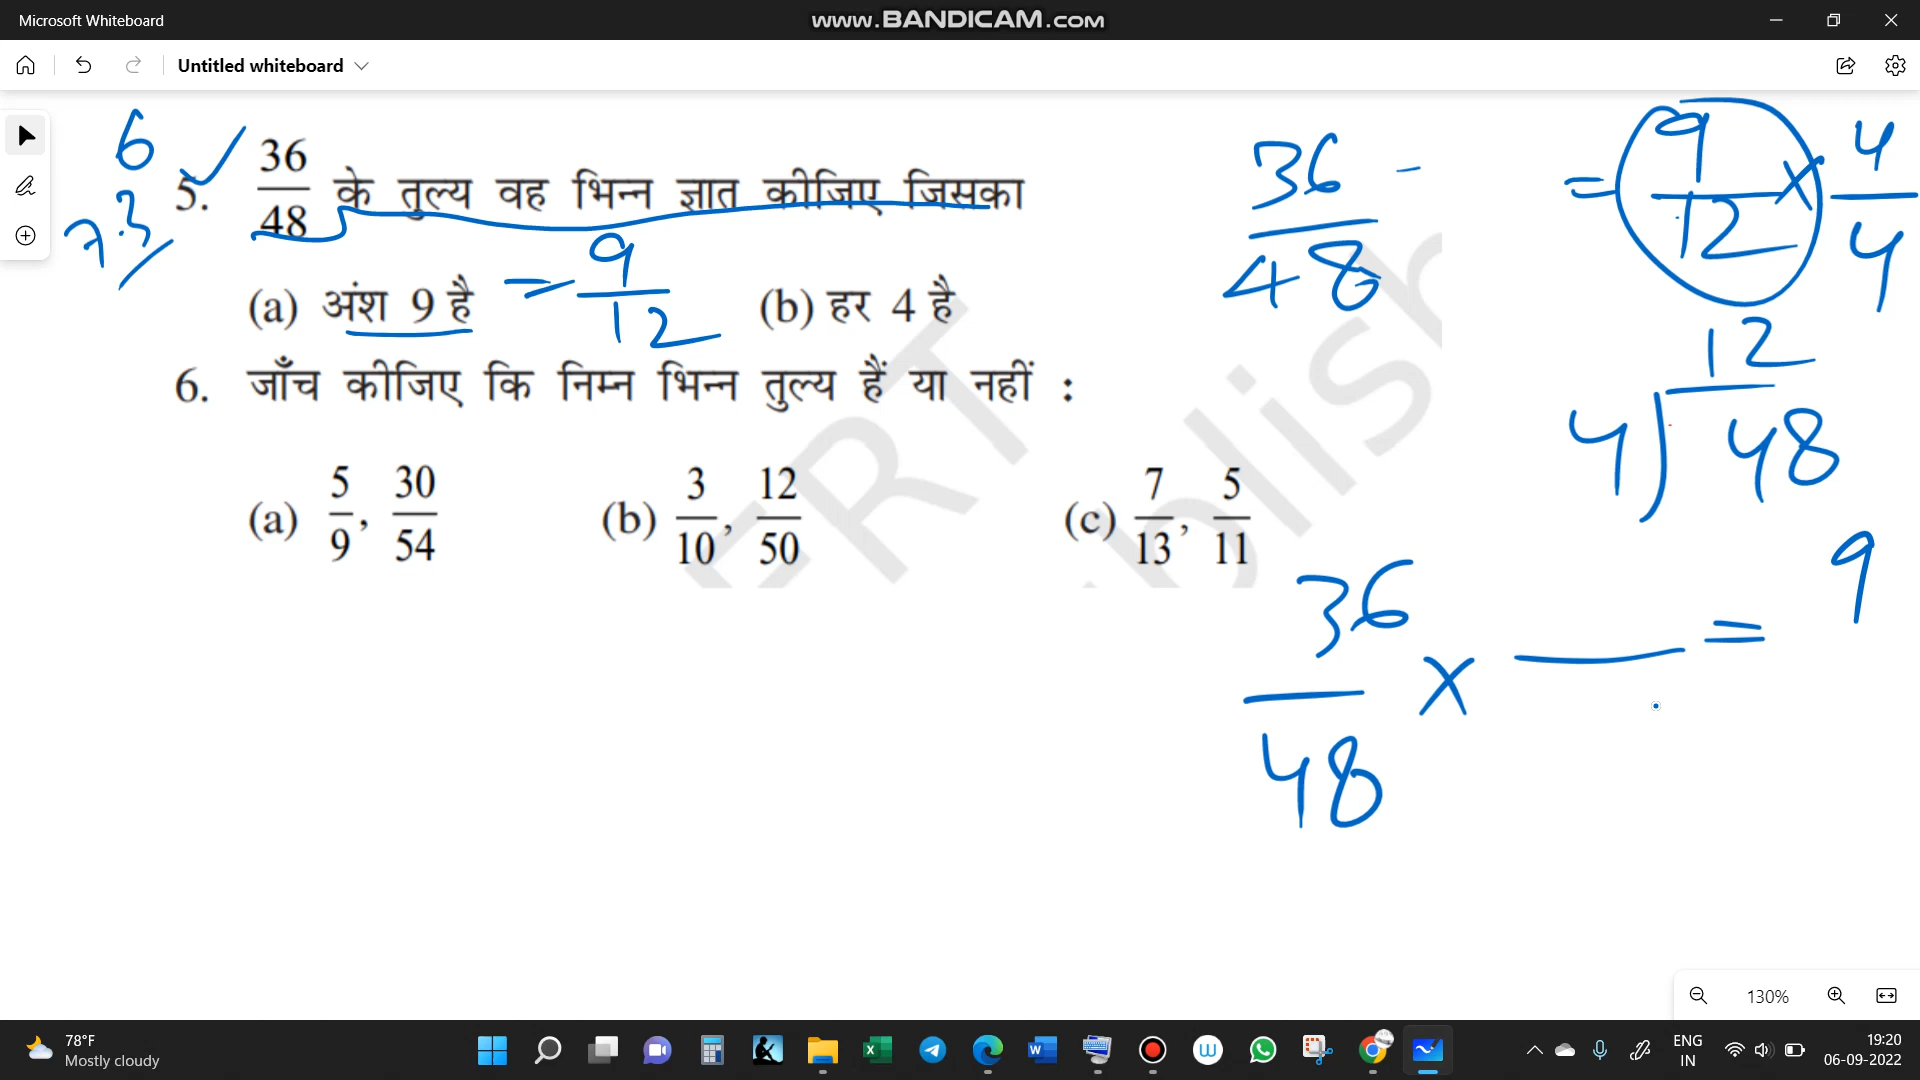 Microsoft Whiteboard
www.BANDICAM.com
Untitled whiteboard
6
7.3
5. 36/48 के तुल्य वह भिन्न ज्ञात कीजिए जिसका
(a) अंश 9 है = 9/12 (b) हर 4 है
6. जाँच कीजिए कि निम्न भिन्न तुल्य हैं या नहीं :
(a) 5/9, 30/54 (b) 3/10, 12/50 (c) 7/13, 5/11
36/48 - = 9/12 × 4/4
12
4) 48
36/48 × — = 9
130%
78°F
Mostly cloudy
ENG
IN
19:20
06-09-2022